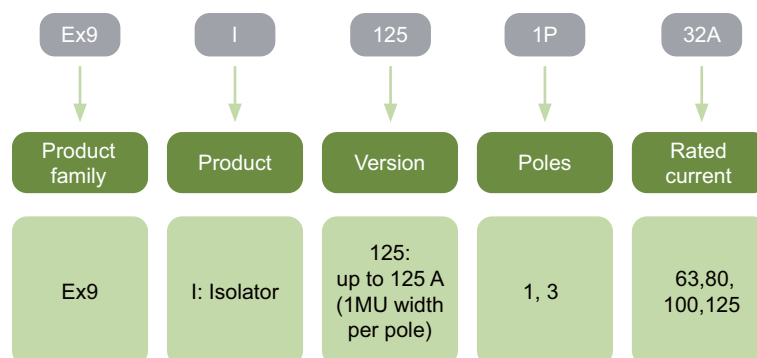 Ex9
I
125
1P
32A
Product
family
Product
Version
Poles
Rated
current
Ex9
I: Isolator
125:
up to 125 A
(1MU width
per pole)
1, 3
63,80,
100,125